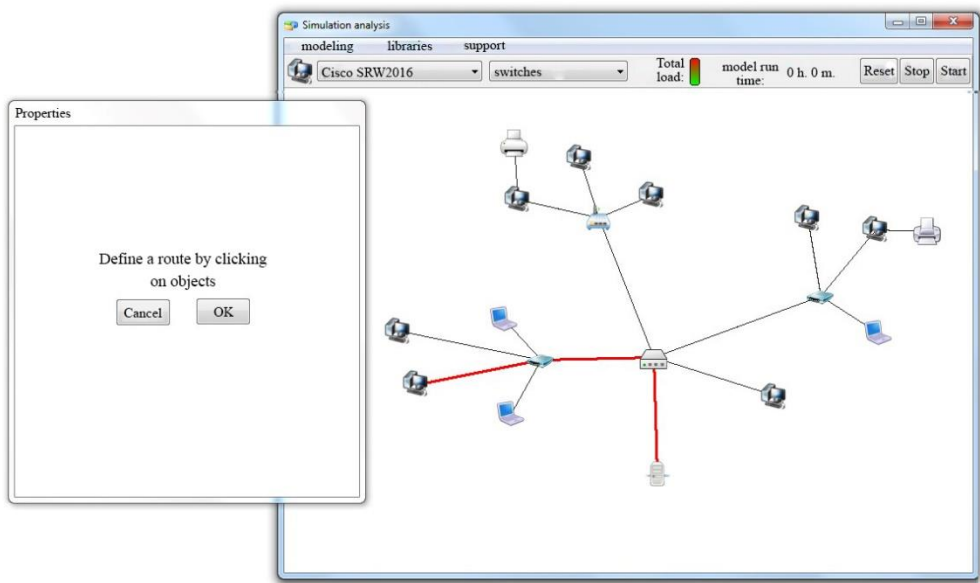 Simulation analysis
modeling libraries support
Cisco SRW2016 switches Total load: model run time: 0 h. 0 m. Reset Stop Start
Properties
Define a route by clicking
on objects
Cancel OK